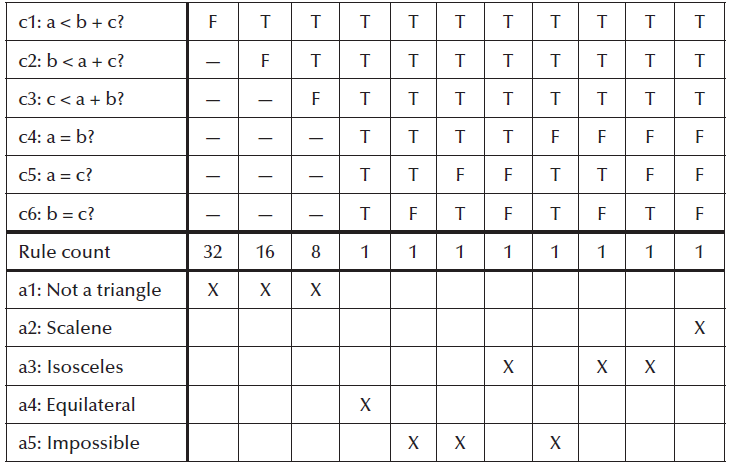 c1: a < b + c? F T T T T T T T T T T
c2: b < a + c? — F T T T T T T T T T
c3: c < a + b? — — F T T T T T T T T
c4: a = b? — — — T T T T F F F F
c5: a = c? — — — T T F F T T F F
c6: b = c? — — — T F T F T F T F
Rule count 32 16 8 1 1 1 1 1 1 1 1
a1: Not a triangle X X X
a2: Scalene X
a3: Isosceles X X X
a4: Equilateral X
a5: Impossible X X X